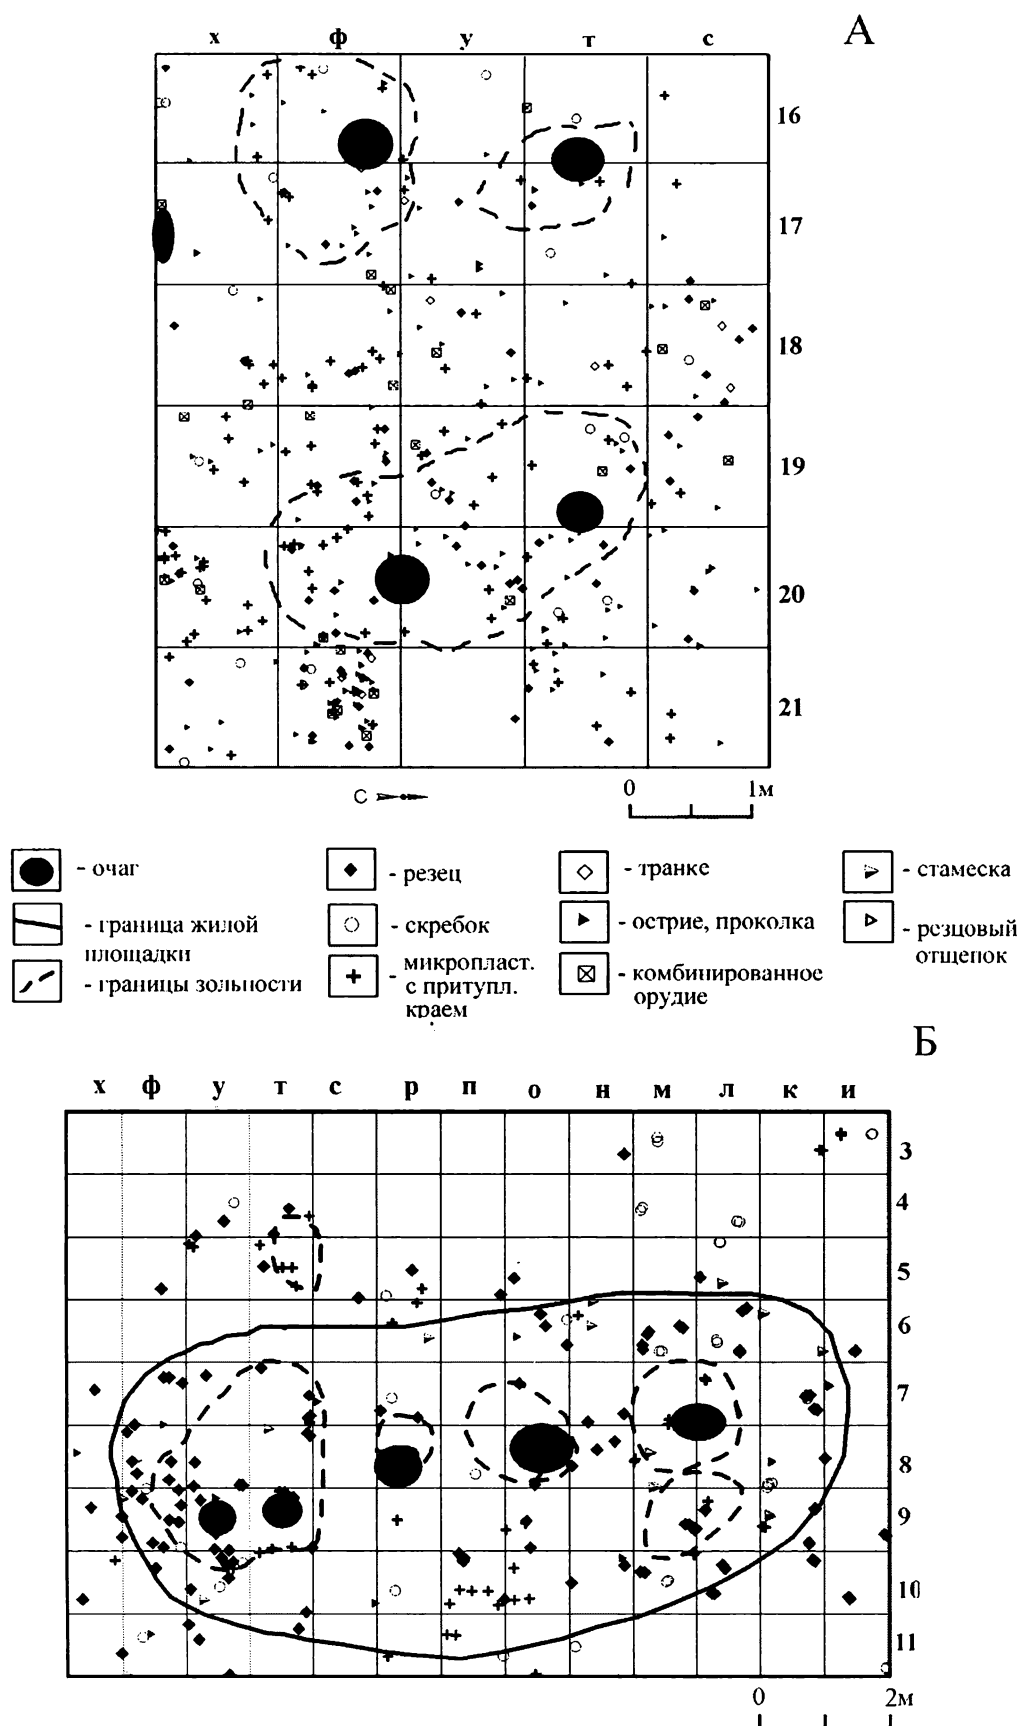 А
х ф у т с
16
17
18
19
20
21
С
0 1м
- очаг
- граница жилой
площадки
- границы зольности
- резец
- скребок
- микропласт.
с притупл.
краем
- транке
- острие, проколка
- комбинированное
орудие
- стамеска
- резцовый
отщепок
Б
х ф у т с р п о н м л к и
3
4
5
6
7
8
9
10
11
0 2м